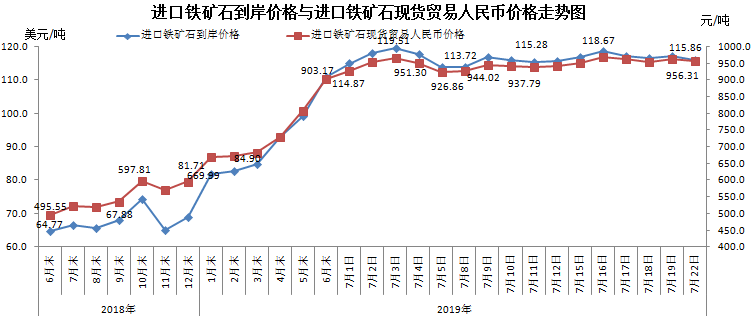 进口铁矿石到岸价格与进口铁矿石现货贸易人民币价格走势图
美元/吨
元/吨
进口铁矿石到岸价格
进口铁矿石现货贸易人民币价格
120.0
110.0
100.0
90.0
80.0
70.0
60.0
1000.0
950.0
900.0
850.0
800.0
750.0
700.0
650.0
600.0
550.0
500.0
450.0
400.0
495.55
64.77
67.88
597.81
81.71
669.99
84.90
903.17
114.87
119.51
951.30
926.86
113.72
944.02
115.28
937.79
118.67
115.86
956.31
6月末
7月末
8月末
9月末
10月末
11月末
12月末
1月末
2月末
3月末
4月末
5月末
6月末
7月1日
7月2日
7月3日
7月4日
7月5日
7月8日
7月9日
7月10日
7月11日
7月12日
7月15日
7月16日
7月17日
7月18日
7月19日
7月22日
2018年
2019年